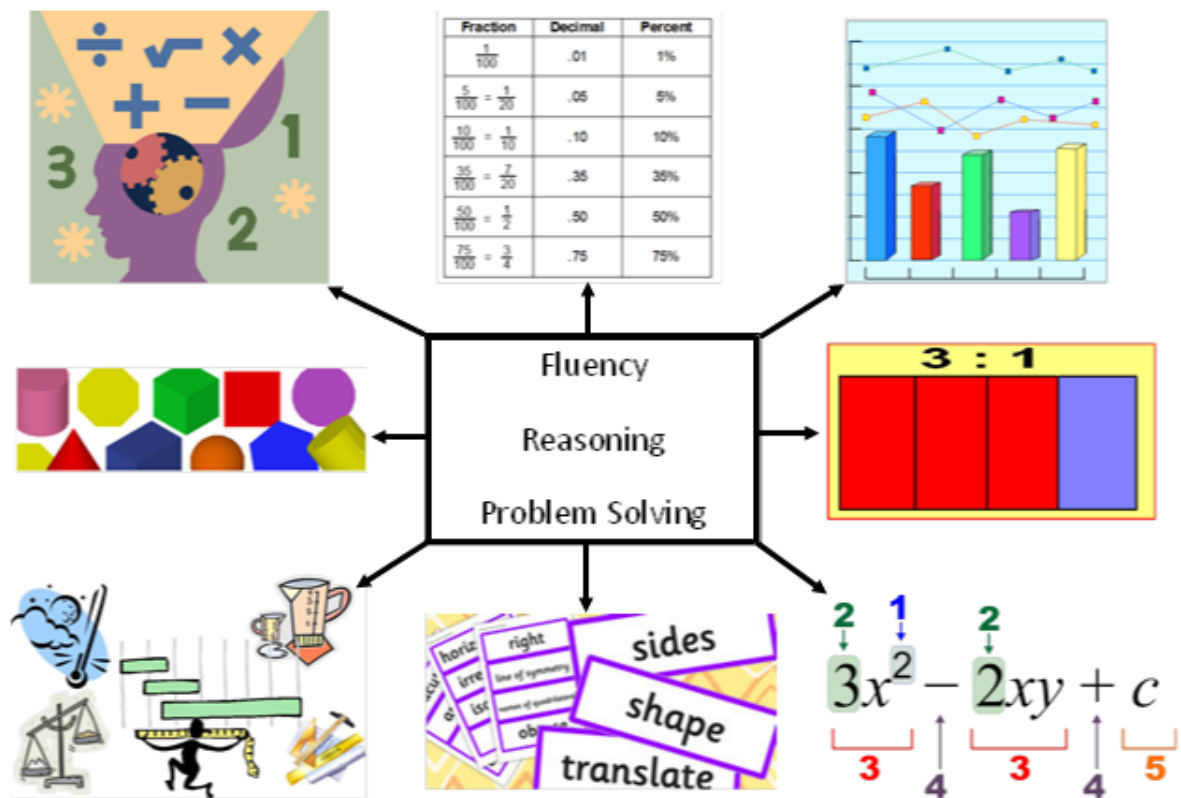 ÷ √ ×
+ −
3
1
2
Fraction Decimal Percent
1/100 .01 1%
5/100 = 1/20 .05 5%
10/100 = 1/10 .10 10%
35/100 = 7/20 .35 35%
50/100 = 1/2 .50 50%
75/100 = 3/4 .75 75%
Fluency
Reasoning
Problem Solving
3 : 1
right
line of symmetry
names of quadrilaterals
sides
shape
translate
2 1 2
3x² − 2xy + c
3 4 3 4 5